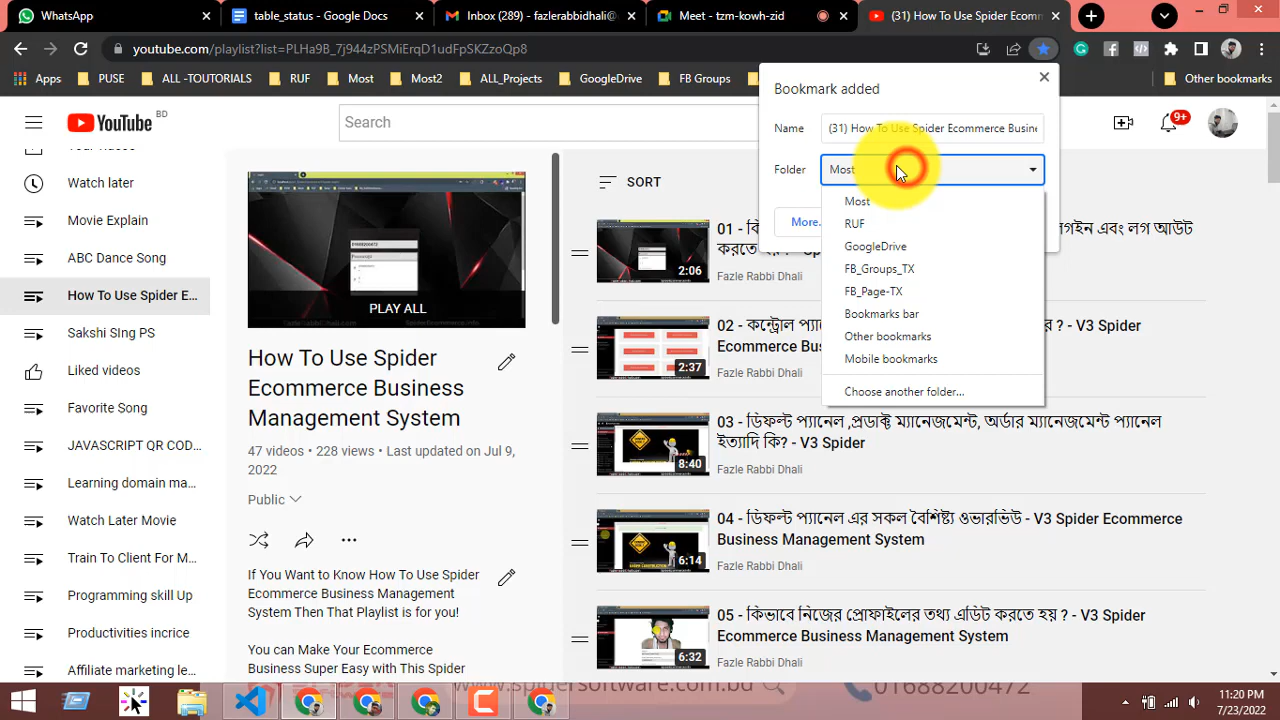 WhatsApp
table_status - Google Docs
Inbox (289) - fazlerabbidhali@
Meet - tvm-kowh-zid
(31) How To Use Spider Ecomm
youtube.com/playlist?list=PLHa9B_7j944zPSMiErqD1udFpSKZzoQp8
Apps
PUSE
ALL -TOUTORIALS
RUF
Most
Most2
ALL_Projects
GoogleDrive
FB Groups
Other bookmarks
Bookmark added
Name
(31) How To Use Spider Ecommerce Busine
Folder
Most
More.
Most
RUF
GoogleDrive
FB_Groups_TX
FB_Page-TX
Bookmarks bar
Other bookmarks
Mobile bookmarks
Choose another folder...
YouTube
BD
Search
9+
Watch later
Movie Explain
ABC Dance Song
How To Use Spider E...
Sakshi SIng PS
Liked videos
Favorite Song
JAVASCRIPT QR COD...
Learning domain ma...
Watch Later Movie
Train To Client For M...
Programming skill Up
Productivities incrice
Affiliate marketing le...
PLAY ALL
How To Use Spider
Ecommerce Business
Management System
47 videos • 228 views • Last updated on Jul 9,
2022
Public
If You Want to Know How To Use Spider
Ecommerce Business Management
System Then That Playlist is for you!
You can Make Your Ecommerce
Business Super Easy with This Spider
SORT
2:06
01 -
গইন এবং লগ আউট
করতে
Fazle Rabbi Dhali
2:37
02 - কন্ট্রোল
র ? - V3 Spider
Ecommerce Bus
Fazle Rabbi Dhali
8:40
03 - ডিফল্ট প্যানেল ,প্রডাক্ট ম্যানেজমেন্ট, অর্ডার ম্যানেজমেন্ট প্যানেল
ইত্যাদি কি? - V3 Spider
Fazle Rabbi Dhali
6:14
04 - ডিফল্ট প্যানেল এর সকল বৈশিষ্ট্য ওভারভিউ - V3 Spider Ecommerce
Business Management System
Fazle Rabbi Dhali
6:32
05 - কিভাবে নিজের প্রোফাইলের তথ্য এডিট করতে হয় ? - V3 Spider
Ecommerce Business Management System
Fazle Rabbi Dhali
www.spidersoftware.com.bd
01688200472
11:20 PM
7/23/2022